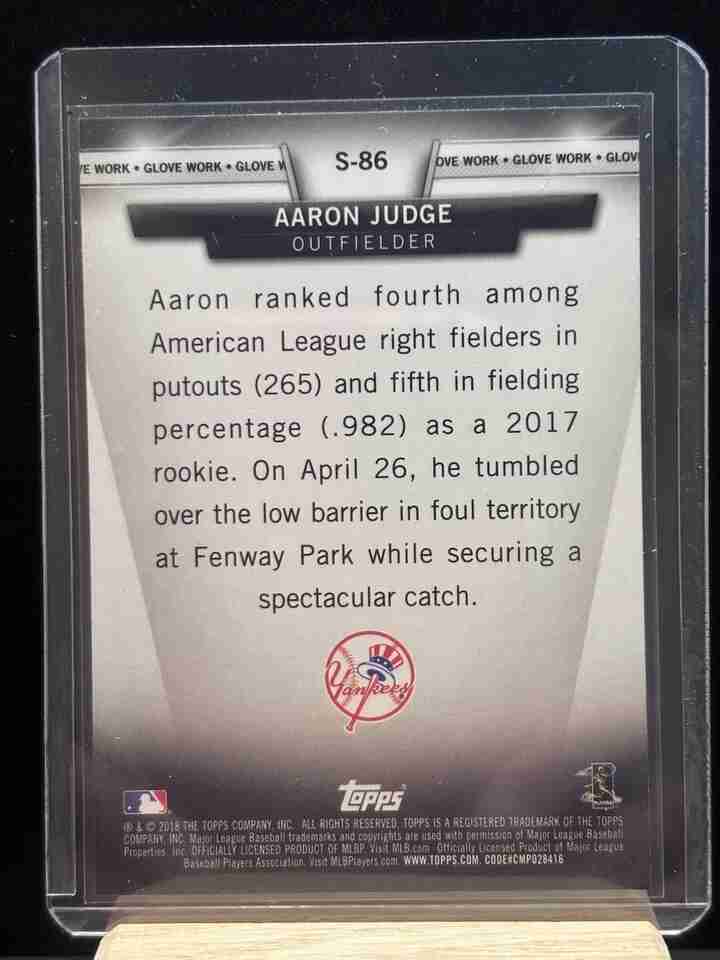 E WORK • GLOVE WORK • GLOVE W
S-86
OVE WORK • GLOVE WORK • GLOV
AARON JUDGE
OUTFIELDER
Aaron ranked fourth among
American League right fielders in
putouts (265) and fifth in fielding
percentage (.982) as a 2017
rookie. On April 26, he tumbled
over the low barrier in foul territory
at Fenway Park while securing a
spectacular catch.
Yankees
Topps
® & © 2018 THE TOPPS COMPANY, INC. ALL RIGHTS RESERVED. TOPPS IS A REGISTERED TRADEMARK OF THE TOPPS
COMPANY, INC. Major League Baseball trademarks and copyrights are used with permission of Major League Baseball
Properties, Inc. OFFICIALLY LICENSED PRODUCT OF MLBP. Visit MLB.com Officially Licensed Product of Major League
Baseball Players Association. Visit MLBPlayers.com. WWW.TOPPS.COM. CODE#CMP028416